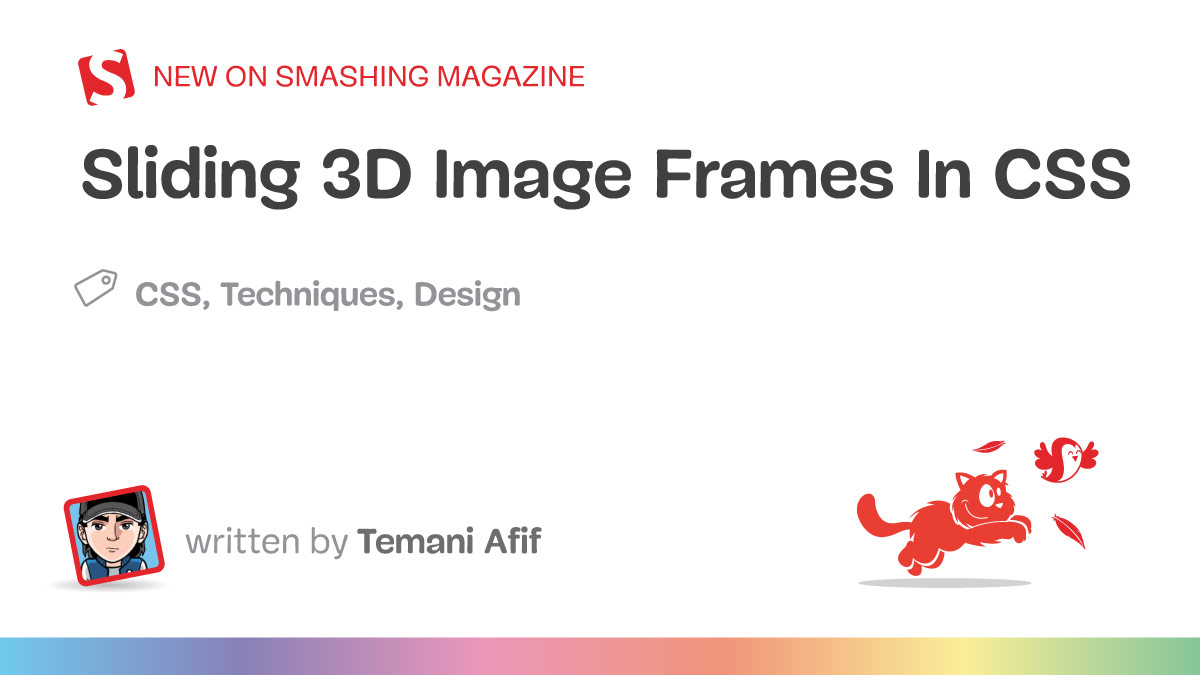 NEW ON SMASHING MAGAZINE
Sliding 3D Image Frames In CSS
CSS, Techniques, Design
written by Temani Afif